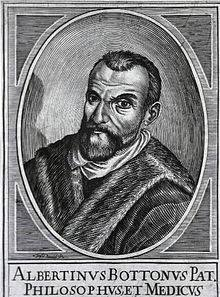 ALBERTINVS BOTTONVS PAT.
PHILOSOPHVS, ET MEDICVS